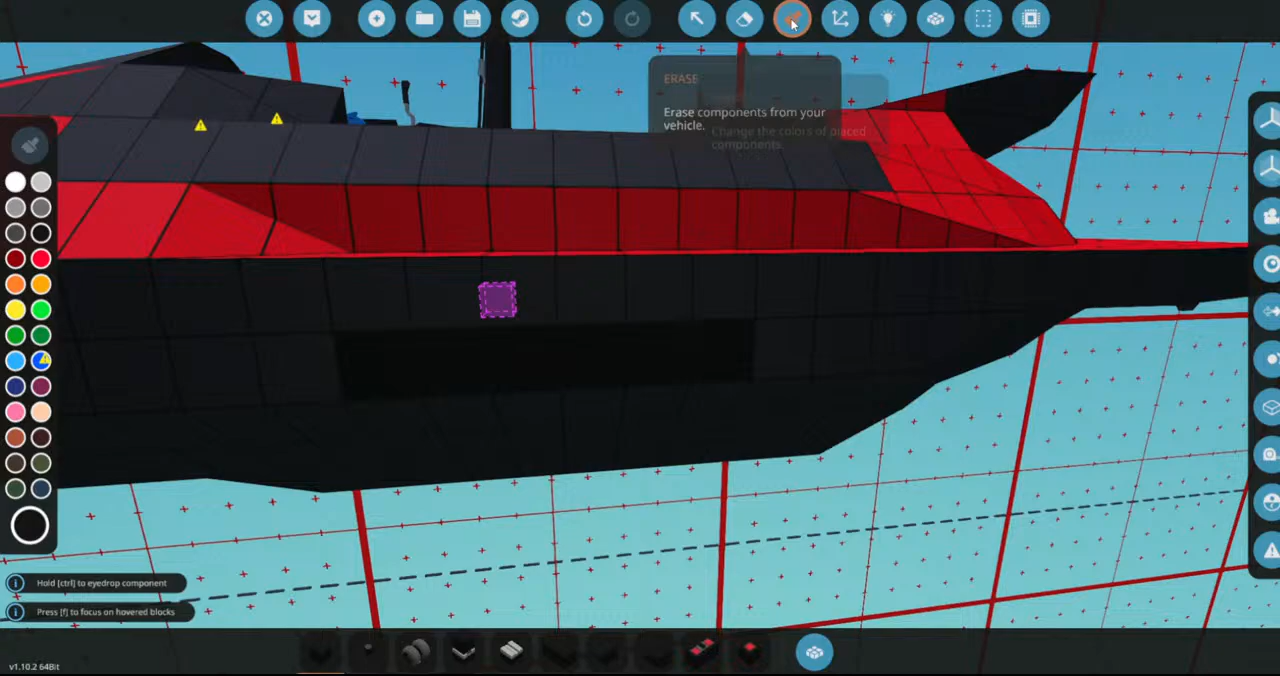 ERASE
Erase components from your
vehicle.
Change the colors of placed
components.
Hold [ctrl] to eyedrop component
Press [f] to focus on hovered blocks
v1.10.2 64Bit